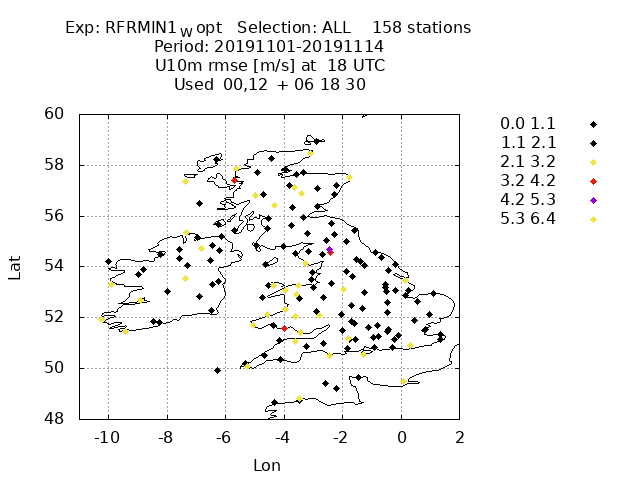 Exp: RFRMIN1wopt Selection: ALL 158 stations
Period: 20191101-20191114
U10m rmse [m/s] at 18 UTC
Used 00,12 + 06 18 30
60
58
56
54
52
50
48
Lat
-10 -8 -6 -4 -2 0 2
Lon
0.0 1.1
1.1 2.1
2.1 3.2
3.2 4.2
4.2 5.3
5.3 6.4